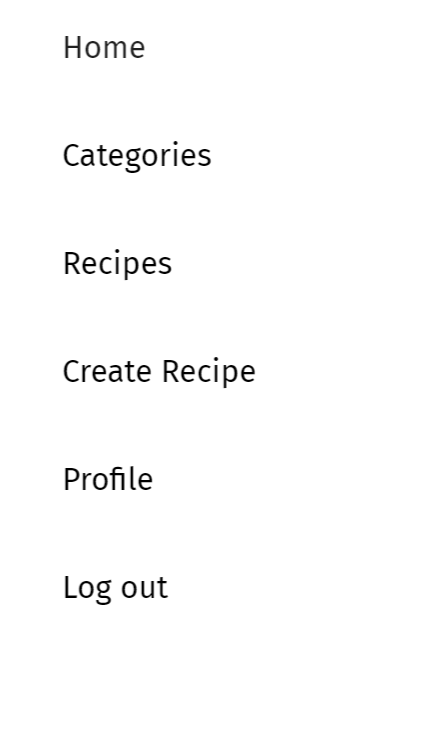 Home
Categories
Recipes
Create Recipe
Profile
Log out